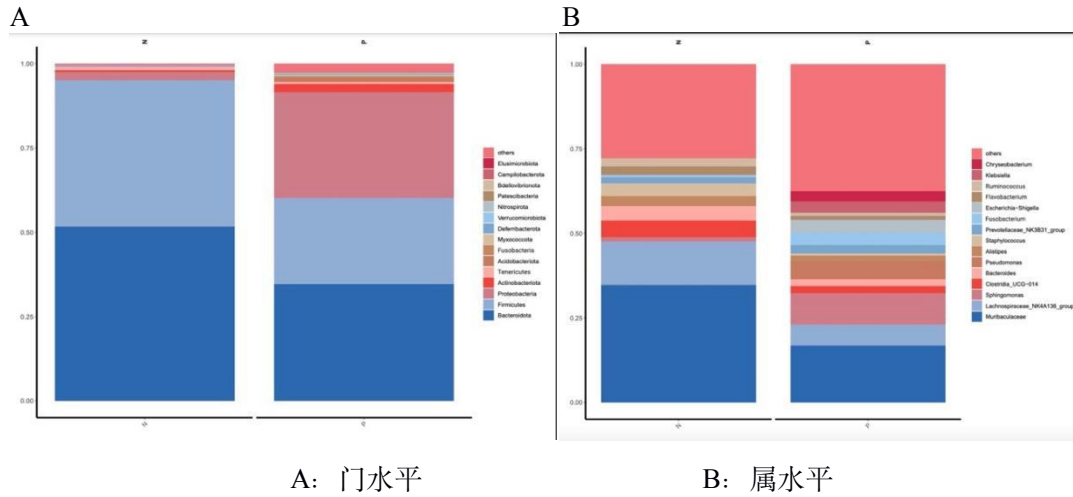 A
B
N
P
N
P
1.00
0.75
0.50
0.25
0.00
others
Elusimicrobiota
Campilobacterota
Bdellovibrionota
Patescibacteria
Nitrospirota
Verrucomicrobiota
Deferribacterota
Myxococcota
Fusobacteria
Acidobacteriota
Tenericutes
Actinobacteriota
Proteobacteria
Firmicutes
Bacteroidota
N
P
1.00
0.75
0.50
0.25
0.00
others
Chryseobacterium
Klebsiella
Ruminococcus
Flavobacterium
Escherichia-Shigella
Fusobacterium
Prevotellaceae_NK3B31_group
Staphylococcus
Alistipes
Pseudomonas
Bacteroides
Clostridia_UCG-014
Sphingomonas
Lachnospiraceae_NK4A136_group
Muribaculaceae
N
P
A：门水平
B：属水平